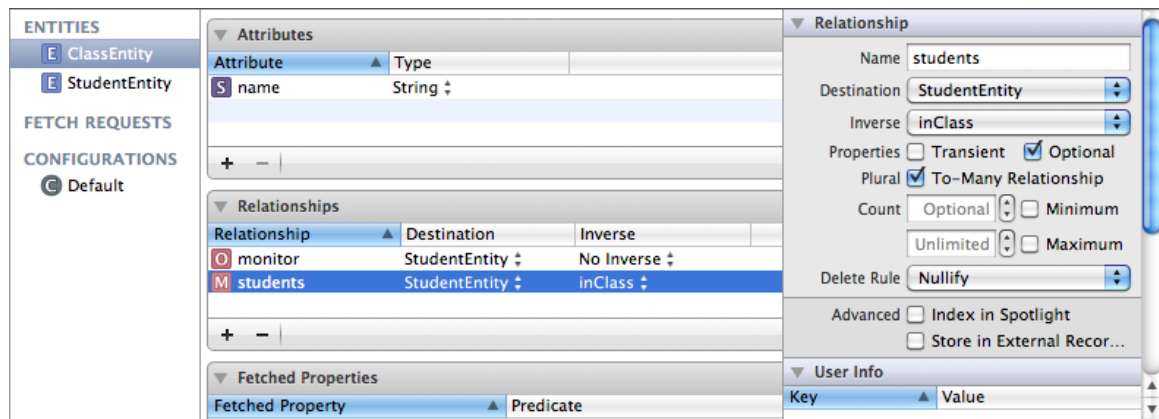 ENTITIES
E ClassEntity
E StudentEntity
FETCH REQUESTS
CONFIGURATIONS
C Default
Attributes
Attribute Type
S name String
+ −
Relationships
Relationship Destination Inverse
O monitor StudentEntity No Inverse
M students StudentEntity inClass
+ −
Fetched Properties
Fetched Property Predicate
Relationship
Name students
Destination StudentEntity
Inverse inClass
Properties Transient Optional
Plural To-Many Relationship
Count Optional Minimum
Unlimited Maximum
Delete Rule Nullify
Advanced Index in Spotlight
Store in External Recor...
User Info
Key Value